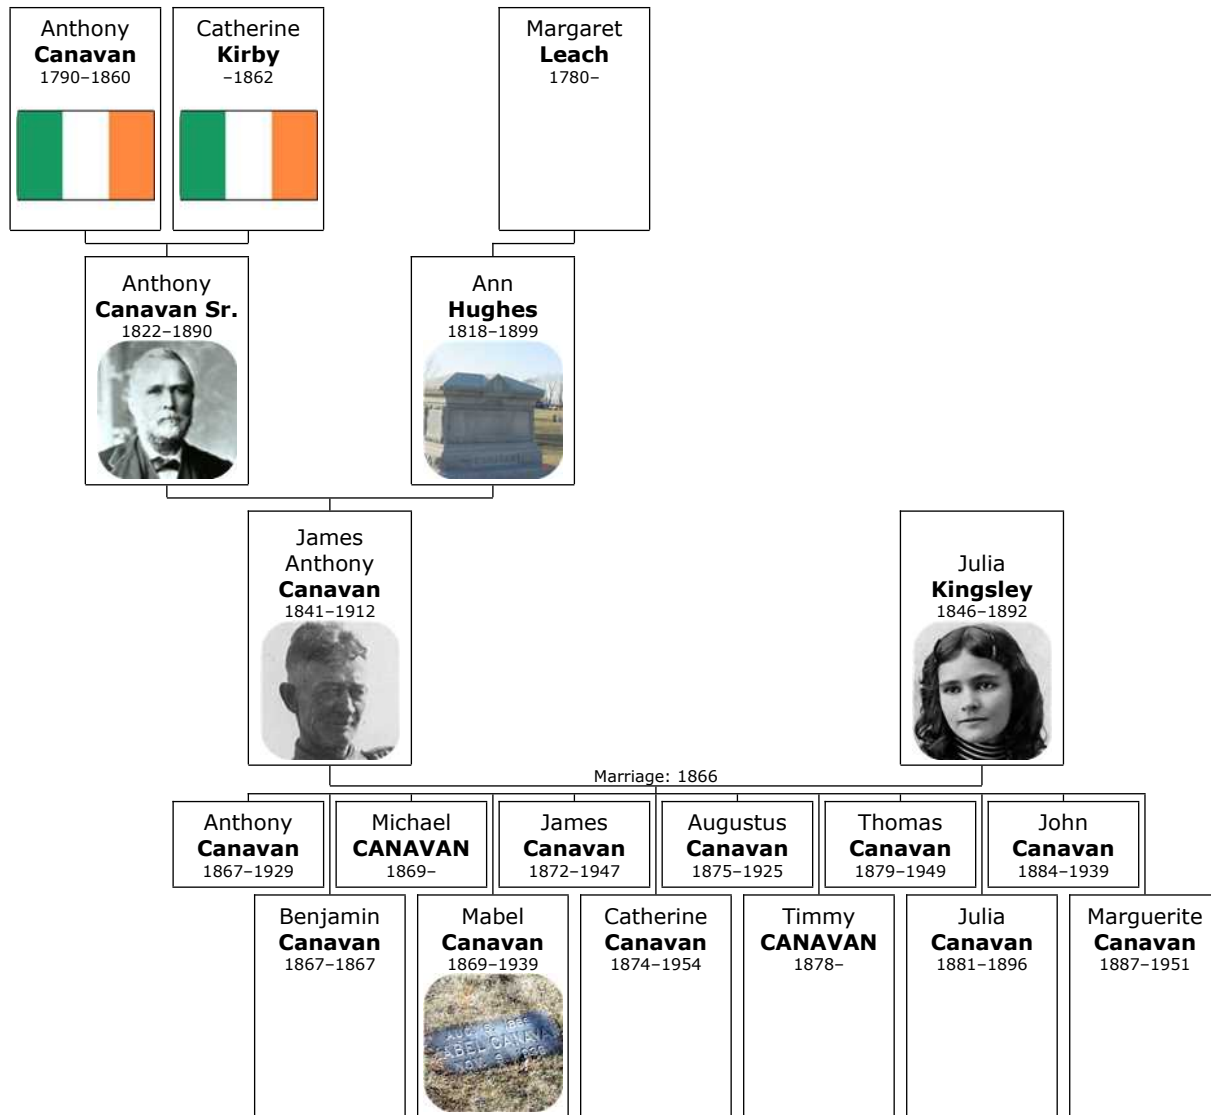 Anthony
Canavan
1790–1860
Catherine
Kirby
–1862
Margaret
Leach
1780–
Anthony
Canavan Sr.
1822–1890
Ann
Hughes
1818–1899
James
Anthony
Canavan
1841–1912
Julia
Kingsley
1846–1892
Marriage: 1866
Anthony
Canavan
1867–1929
Michael
CANAVAN
1869–
James
Canavan
1872–1947
Augustus
Canavan
1875–1925
Thomas
Canavan
1879–1949
John
Canavan
1884–1939
Benjamin
Canavan
1867–1867
Mabel
Canavan
1869–1939
Catherine
Canavan
1874–1954
Timmy
CANAVAN
1878–
Julia
Canavan
1881–1896
Marguerite
Canavan
1887–1951
ABEL CANAVA